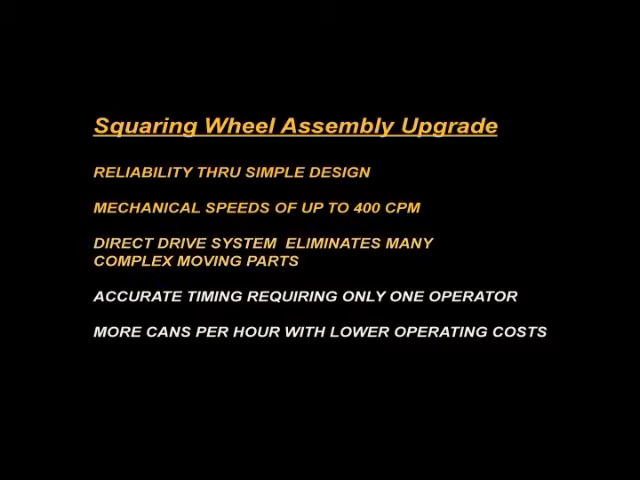 Squaring Wheel Assembly Upgrade
RELIABILITY THRU SIMPLE DESIGN
MECHANICAL SPEEDS OF UP TO 400 CPM
DIRECT DRIVE SYSTEM  ELIMINATES MANY
COMPLEX MOVING PARTS
ACCURATE TIMING REQUIRING ONLY ONE OPERATOR
MORE CANS PER HOUR WITH LOWER OPERATING COSTS